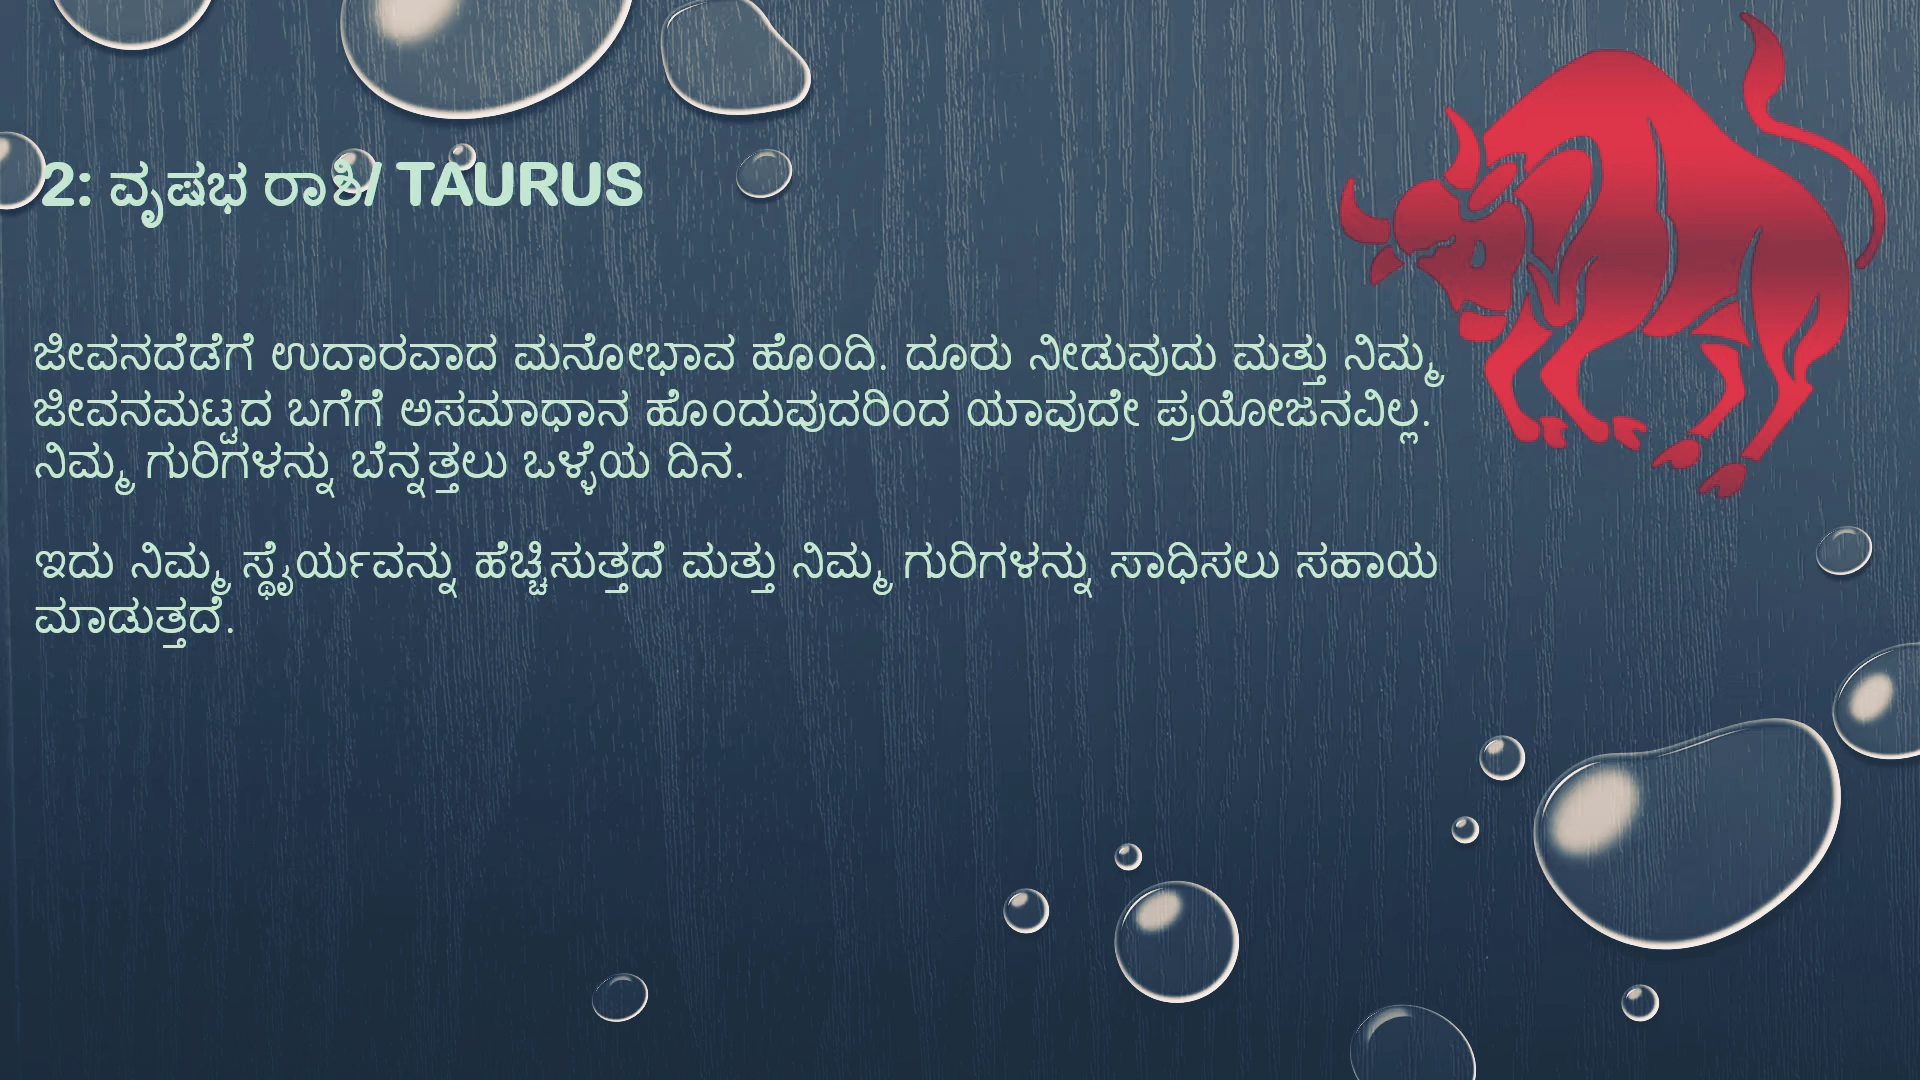 2: ವೃಷಭ ರಾಶಿ/ TAURUS
ಜೀವನದೆಡೆಗೆ ಉದಾರವಾದ ಮನೋಭಾವ ಹೊಂದಿ. ದೂರು ನೀಡುವುದು ಮತ್ತು ನಿಮ್ಮ
ಜೀವನಮಟ್ಟದ ಬಗೆಗೆ ಅಸಮಾಧಾನ ಹೊಂದುವುದರಿಂದ ಯಾವುದೇ ಪ್ರಯೋಜನವಿಲ್ಲ.
ನಿಮ್ಮ ಗುರಿಗಳನ್ನು ಬೆನ್ನತ್ತಲು ಒಳ್ಳೆಯ ದಿನ.
ಇದು ನಿಮ್ಮ ಸ್ಥೈರ್ಯವನ್ನು ಹೆಚ್ಚಿಸುತ್ತದೆ ಮತ್ತು ನಿಮ್ಮ ಗುರಿಗಳನ್ನು ಸಾಧಿಸಲು ಸಹಾಯ
ಮಾಡುತ್ತದೆ.